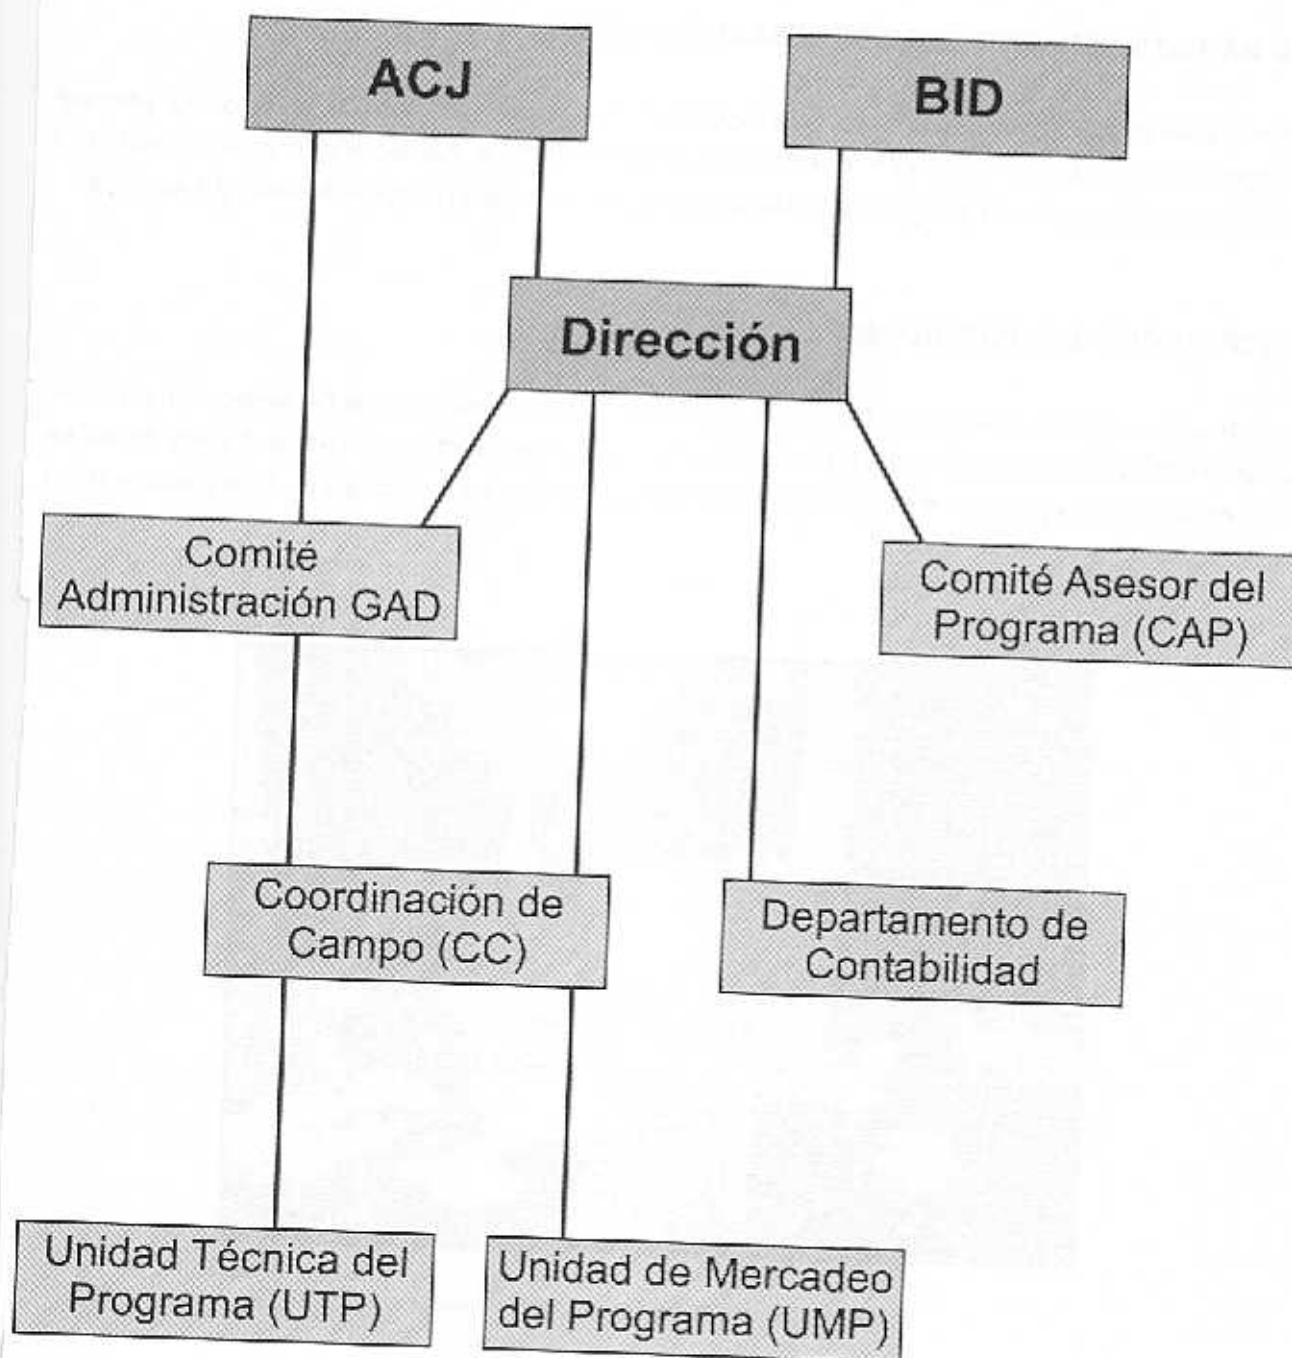 ACJ
BID
Dirección
Comité
Administración GAD
Comité Asesor del
Programa (CAP)
Coordinación de
Campo (CC)
Departamento de
Contabilidad
Unidad Técnica del
Programa (UTP)
Unidad de Mercadeo
del Programa (UMP)